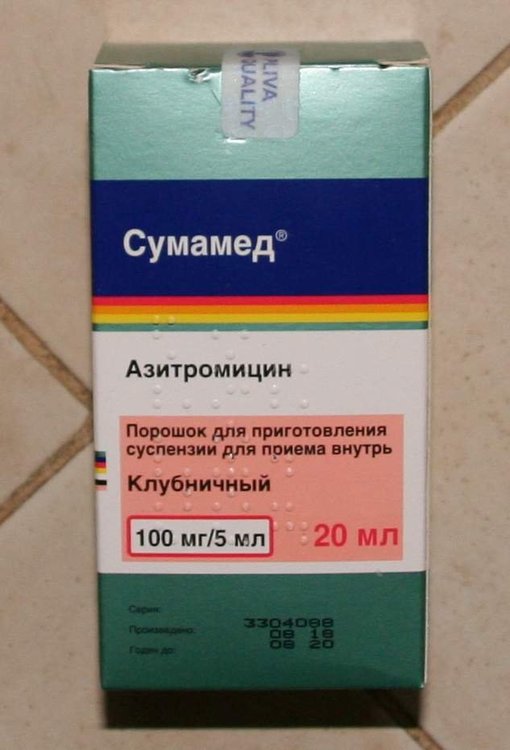 PLIVA
QUALITY
Сумамед®
Азитромицин
Порошок для приготовления
суспензии для приема внутрь
Клубничный
100 мг/5 мл
20 мл
Серия: 3304088
Произведено: 08 18
Годен до: 08 20